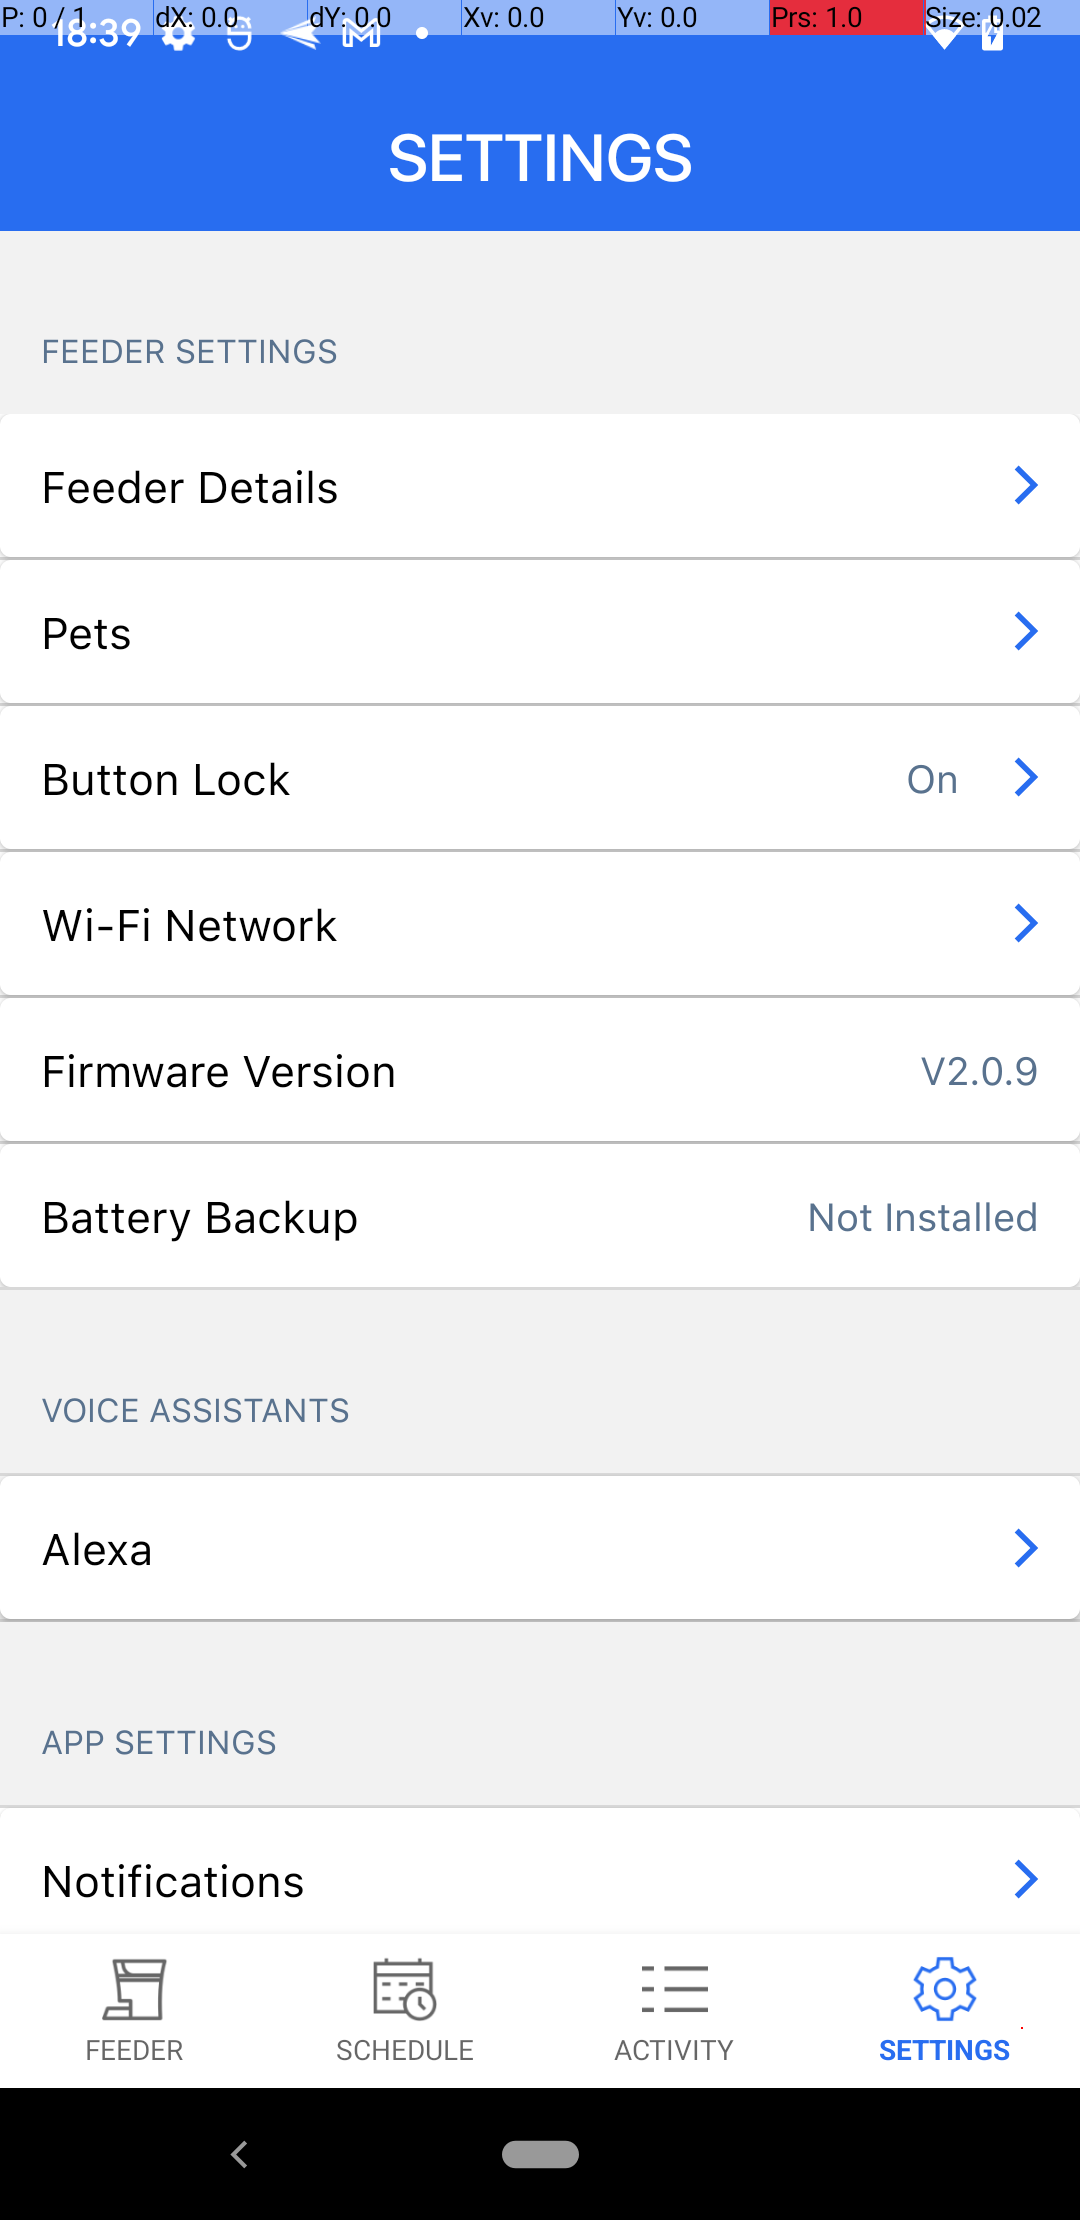 P: 0 / 1 dX: 0.0 dY: 0.0 Xv: 0.0 Yv: 0.0 Prs: 1.0 Size: 0.02
18:39
SETTINGS
FEEDER SETTINGS
Feeder Details
Pets
Button Lock On
Wi-Fi Network
Firmware Version V2.0.9
Battery Backup Not Installed
VOICE ASSISTANTS
Alexa
APP SETTINGS
Notifications
FEEDER SCHEDULE ACTIVITY SETTINGS